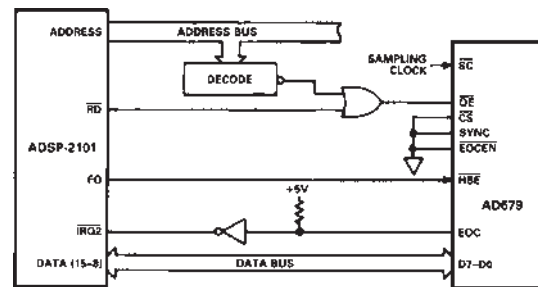 ADDRESS
ADDRESS BUS
SAMPLING
CLOCK
SC
DECODE
OE
RD
CS
SYNC
EOCEN
ADSP-2101
FO
HBE
+5V
AD679
IRQ2
EOC
DATA (15–8)
DATA BUS
D7–D0